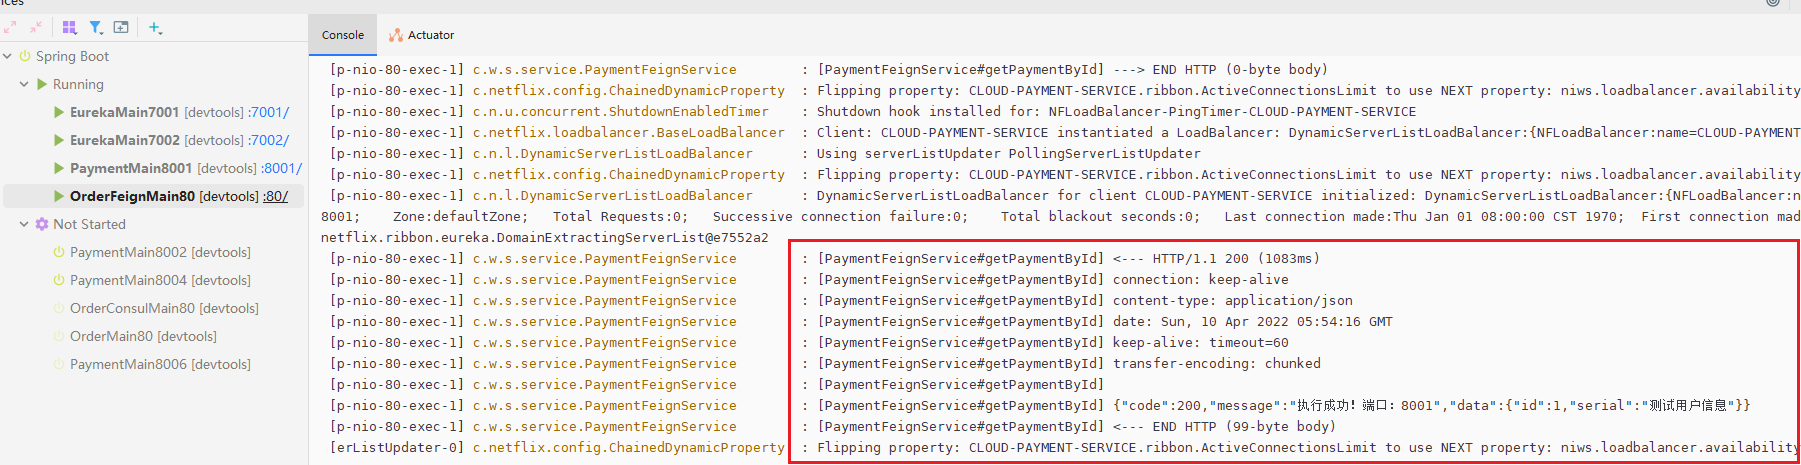 Console
Actuator
Spring Boot
Running
EurekaMain7001 [devtools] :7001/
EurekaMain7002 [devtools] :7002/
PaymentMain8001 [devtools] :8001/
OrderFeignMain80 [devtools] :80/
Not Started
PaymentMain8002 [devtools]
PaymentMain8004 [devtools]
OrderConsulMain80 [devtools]
OrderMain80 [devtools]
PaymentMain8006 [devtools]
[p-nio-80-exec-1] c.w.s.service.PaymentFeignService : [PaymentFeignService#getPaymentById] ---> END HTTP (0-byte body)
[p-nio-80-exec-1] c.netflix.config.ChainedDynamicProperty : Flipping property: CLOUD-PAYMENT-SERVICE.ribbon.ActiveConnectionsLimit to use NEXT property: niws.loadbalancer.availability
[p-nio-80-exec-1] c.n.u.concurrent.ShutdownEnabledTimer : Shutdown hook installed for: NFLoadBalancer-PingTimer-CLOUD-PAYMENT-SERVICE
[p-nio-80-exec-1] c.netflix.loadbalancer.BaseLoadBalancer : Client: CLOUD-PAYMENT-SERVICE instantiated a LoadBalancer: DynamicServerListLoadBalancer:{NFLoadBalancer:name=CLOUD-PAYMENT
[p-nio-80-exec-1] c.n.l.DynamicServerListLoadBalancer : Using serverListUpdater PollingServerListUpdater
[p-nio-80-exec-1] c.netflix.config.ChainedDynamicProperty : Flipping property: CLOUD-PAYMENT-SERVICE.ribbon.ActiveConnectionsLimit to use NEXT property: niws.loadbalancer.availability
[p-nio-80-exec-1] c.n.l.DynamicServerListLoadBalancer : DynamicServerListLoadBalancer for client CLOUD-PAYMENT-SERVICE initialized: DynamicServerListLoadBalancer:{NFLoadBalancer:n
8001; Zone:defaultZone; Total Requests:0; Successive connection failure:0; Total blackout seconds:0; Last connection made:Thu Jan 01 08:00:00 CST 1970; First connection mad
netflix.ribbon.eureka.DomainExtractingServerList@e7552a2
[p-nio-80-exec-1] c.w.s.service.PaymentFeignService : [PaymentFeignService#getPaymentById] <--- HTTP/1.1 200 (1083ms)
[p-nio-80-exec-1] c.w.s.service.PaymentFeignService : [PaymentFeignService#getPaymentById] connection: keep-alive
[p-nio-80-exec-1] c.w.s.service.PaymentFeignService : [PaymentFeignService#getPaymentById] content-type: application/json
[p-nio-80-exec-1] c.w.s.service.PaymentFeignService : [PaymentFeignService#getPaymentById] date: Sun, 10 Apr 2022 05:54:16 GMT
[p-nio-80-exec-1] c.w.s.service.PaymentFeignService : [PaymentFeignService#getPaymentById] keep-alive: timeout=60
[p-nio-80-exec-1] c.w.s.service.PaymentFeignService : [PaymentFeignService#getPaymentById] transfer-encoding: chunked
[p-nio-80-exec-1] c.w.s.service.PaymentFeignService : [PaymentFeignService#getPaymentById]
[p-nio-80-exec-1] c.w.s.service.PaymentFeignService : [PaymentFeignService#getPaymentById] {"code":200,"message":"执行成功! 端口: 8001","data":{"id":1,"serial":"测试用户信息"}}
[p-nio-80-exec-1] c.w.s.service.PaymentFeignService : [PaymentFeignService#getPaymentById] <--- END HTTP (99-byte body)
[erListUpdater-0] c.netflix.config.ChainedDynamicProperty : Flipping property: CLOUD-PAYMENT-SERVICE.ribbon.ActiveConnectionsLimit to use NEXT property: niws.loadbalancer.availability